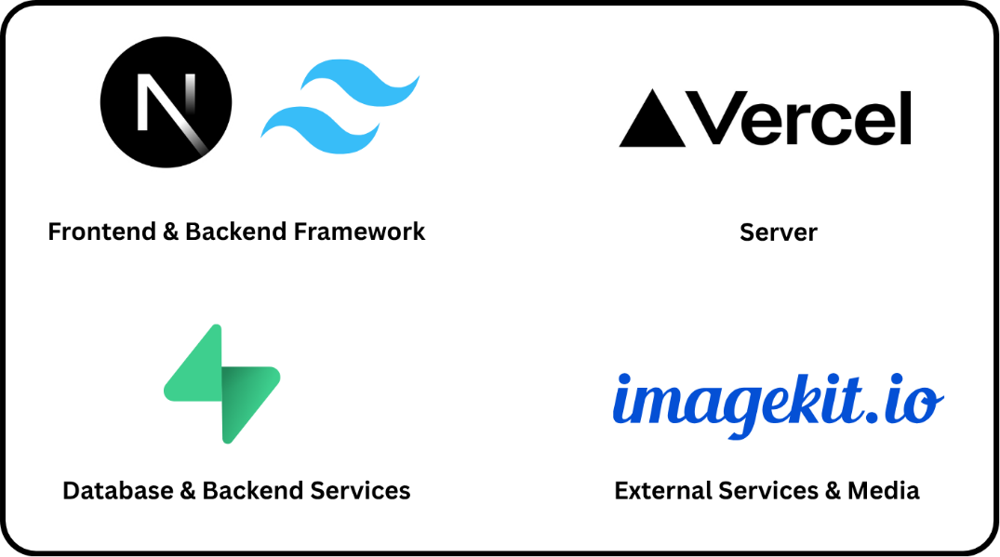 N
Vercel
Frontend & Backend Framework
Server
imagekit.io
Database & Backend Services
External Services & Media